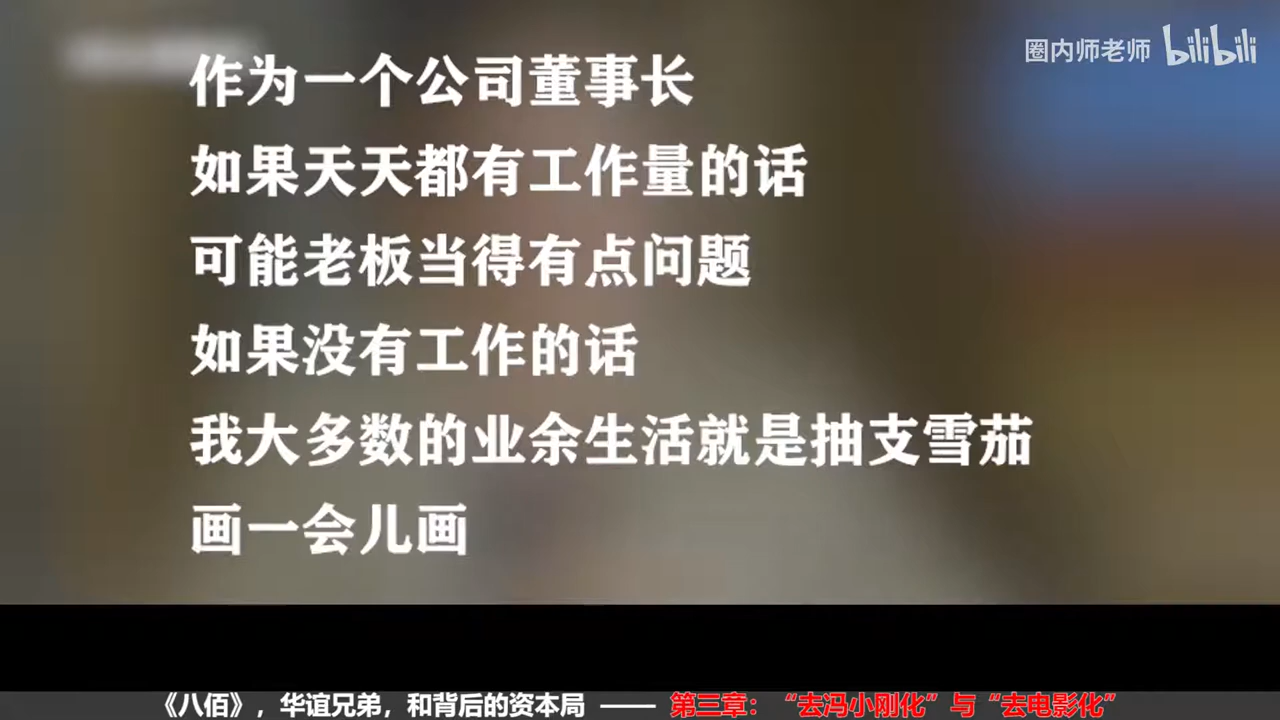 圈内师老师 bilibili
作为一个公司董事长
如果天天都有工作量的话
可能老板当得有点问题
如果没有工作的话
我大多数的业余生活就是抽支雪茄
画一会儿画
《八佰》，华谊兄弟，和背后的资本局 —— 第三章：“去冯小刚化”与“去电影化”